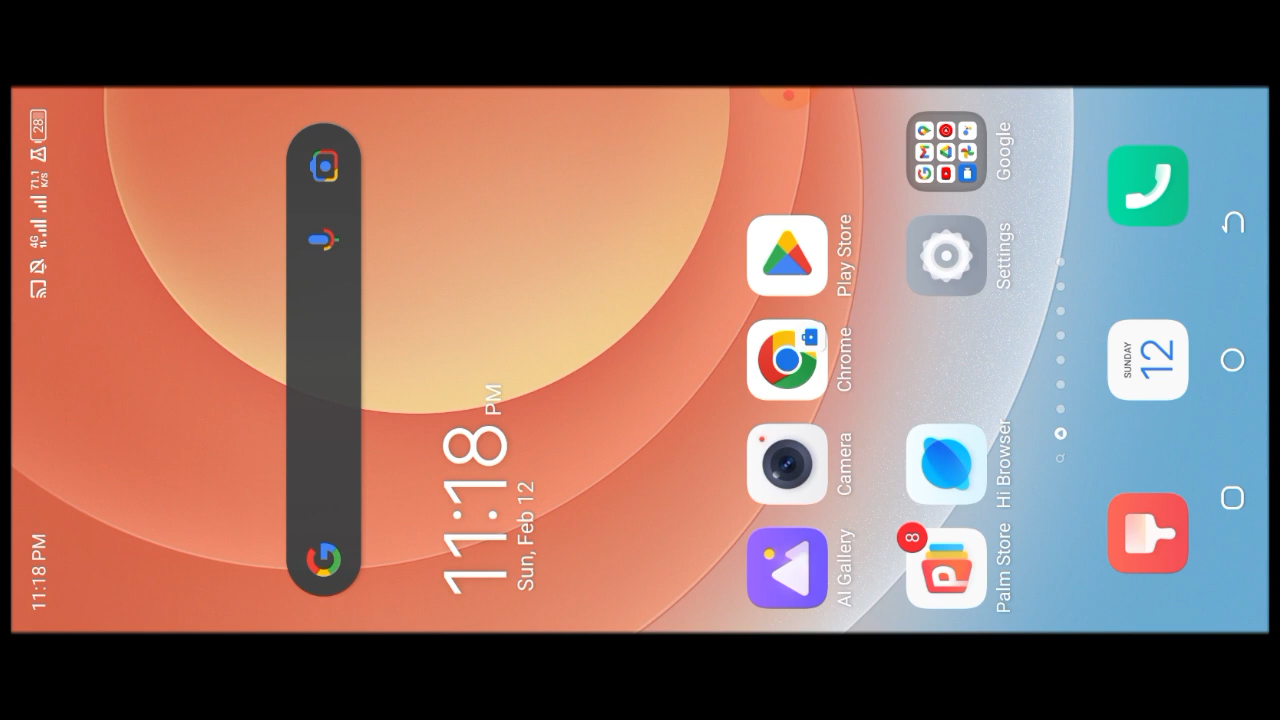 11:18 PM
4G 71.1 K/S 28
11:18 PM
Sun, Feb 12
AI Gallery Camera Chrome Play Store
8
Palm Store Hi Browser Settings Google
SUNDAY
12